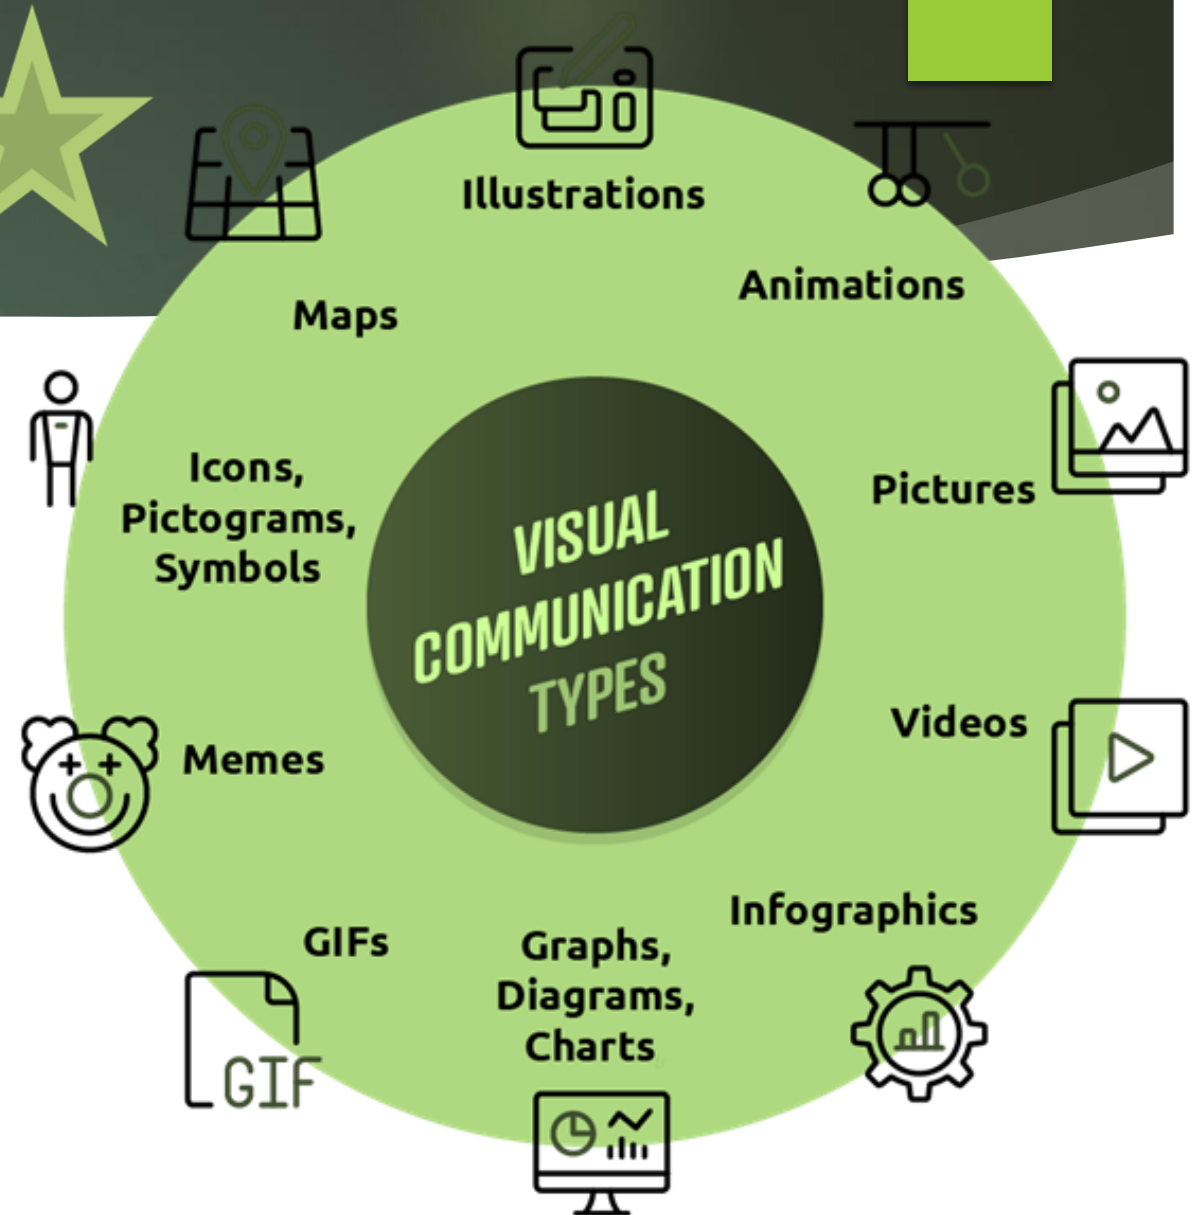 Illustrations
Animations
Maps
Icons,
Pictograms,
Symbols
Pictures
VISUAL
COMMUNICATION
TYPES
Videos
Memes
Infographics
GIFs
Graphs,
Diagrams,
Charts
GIF